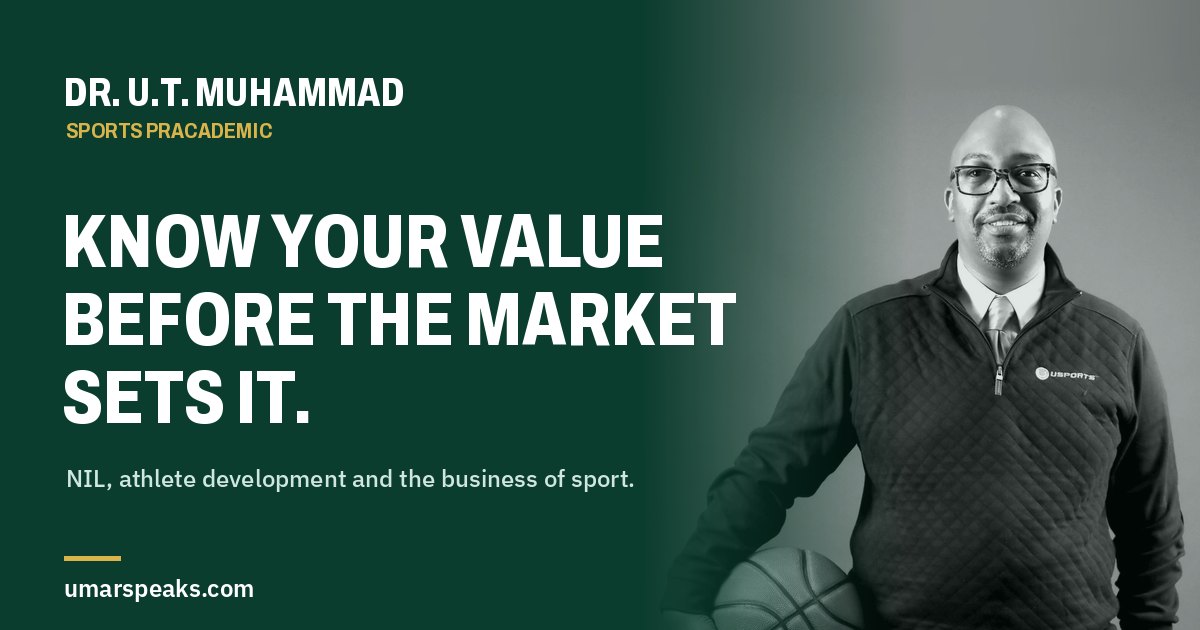 DR. U.T. MUHAMMAD
SPORTS PRACADEMIC
KNOW YOUR VALUE
BEFORE THE MARKET
SETS IT.
NIL, athlete development and the business of sport.
umarspeaks.com
USPORTS